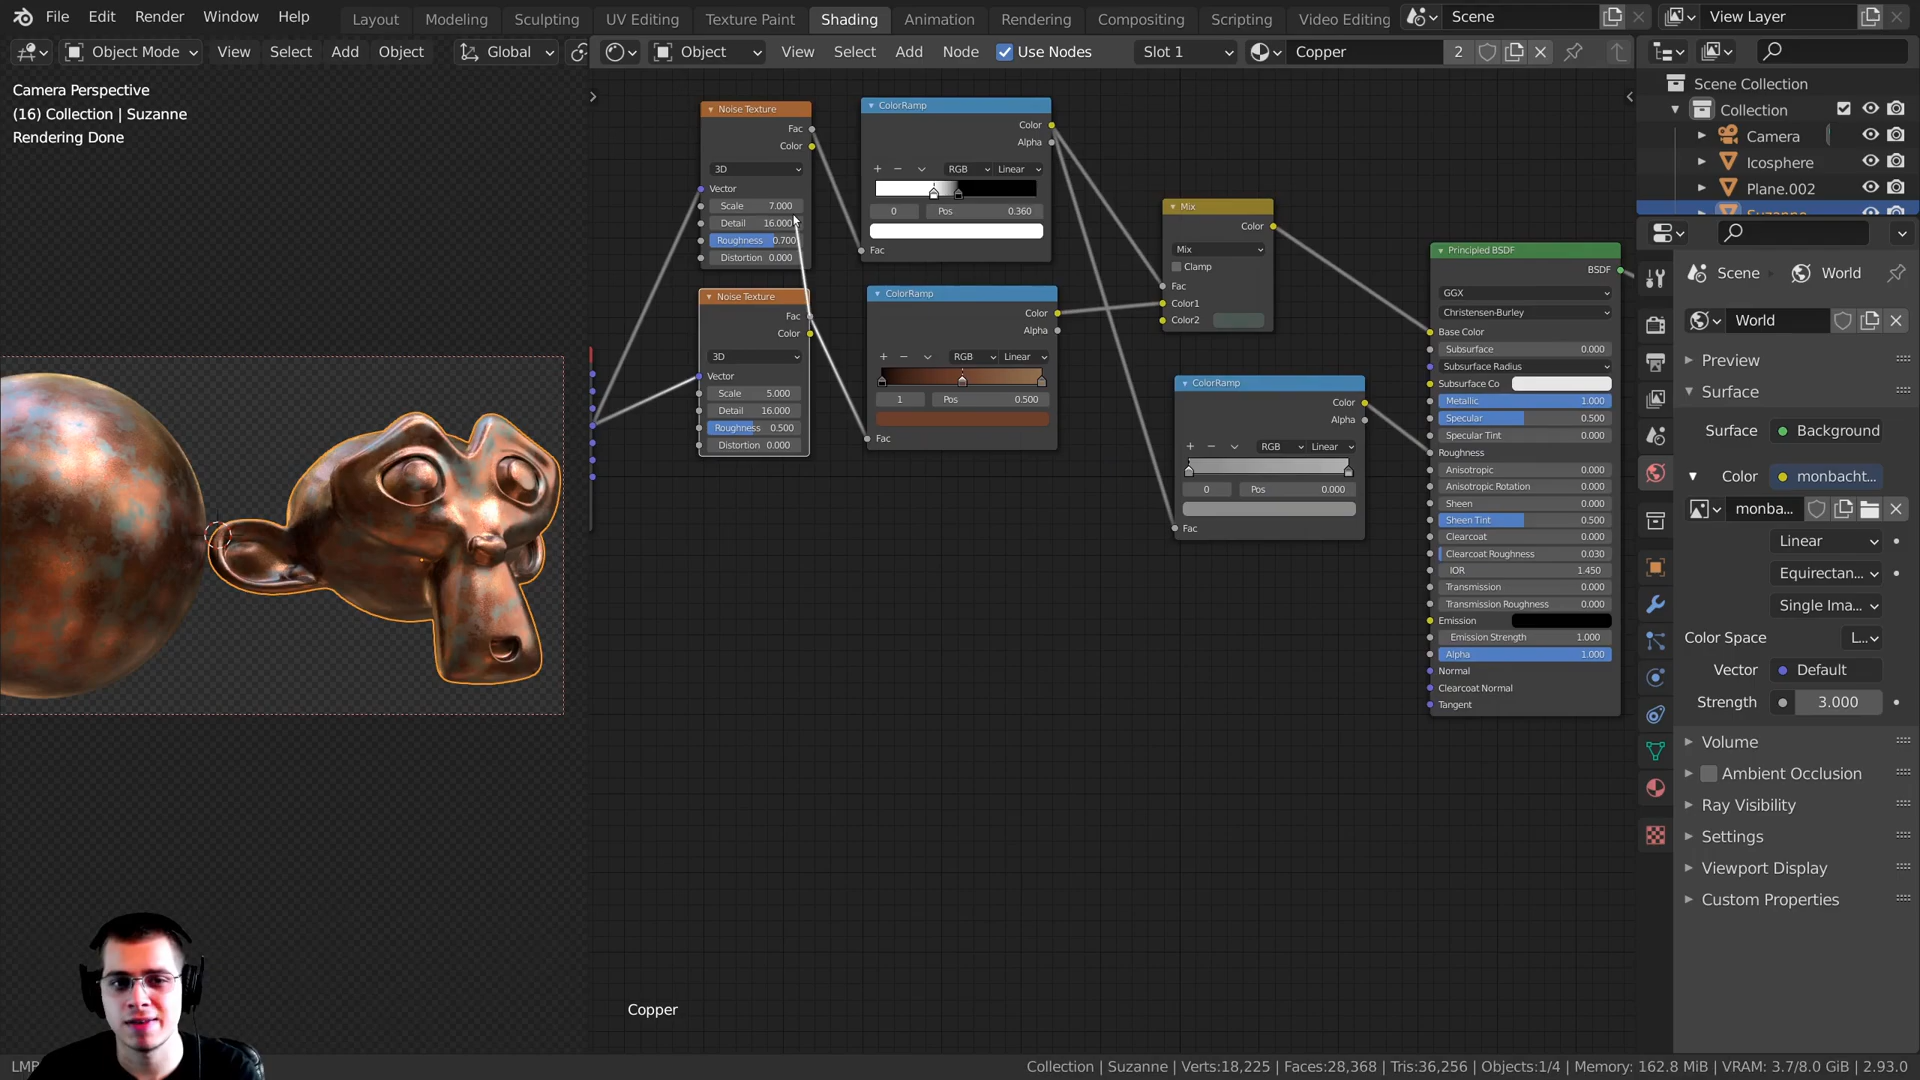 File Edit Render Window Help
Layout Modeling Sculpting UV Editing Texture Paint Shading Animation Rendering Compositing Scripting Video Editing
Scene
View Layer
Object Mode View Select Add Object Global
Object View Select Add Node Use Nodes Slot 1 Copper 2
Camera Perspective
(16) Collection | Suzanne
Rendering Done
Noise Texture
Fac
Color
3D
Vector
Scale 7.000
Detail 16.000
Roughness 0.700
Distortion 0.000
Noise Texture
Fac
Color
3D
Vector
Scale 5.000
Detail 16.000
Roughness 0.500
Distortion 0.000
ColorRamp
Color
Alpha
RGB Linear
0 Pos 0.360
Fac
ColorRamp
Color
Alpha
RGB Linear
1 Pos 0.500
Fac
Mix
Color
Mix
Clamp
Fac
Color1
Color2
ColorRamp
Color
Alpha
RGB Linear
0 Pos 0.000
Fac
Principled BSDF
BSDF
GGX
Christensen-Burley
Base Color
Subsurface 0.000
Subsurface Radius
Subsurface Co
Metallic 1.000
Specular 0.500
Specular Tint 0.000
Roughness
Anisotropic 0.000
Anisotropic Rotation 0.000
Sheen 0.000
Sheen Tint 0.500
Clearcoat 0.000
Clearcoat Roughness 0.030
IOR 1.450
Transmission 0.000
Transmission Roughness 0.000
Emission
Emission Strength 1.000
Alpha 1.000
Normal
Clearcoat Normal
Tangent
Scene Collection
Collection
Camera
Icosphere
Plane.002
Suzanne
Scene World
World
Preview
Surface
Surface Background
Color monbacht...
monba...
Linear
Equirectan...
Single Ima...
Color Space L...
Vector Default
Strength 3.000
Volume
Ambient Occlusion
Ray Visibility
Settings
Viewport Display
Custom Properties
Copper
LMB
Collection | Suzanne | Verts:18,225 | Faces:28,368 | Tris:36,256 | Objects:1/4 | Memory: 162.8 MiB | VRAM: 3.7/8.0 GiB | 2.93.0